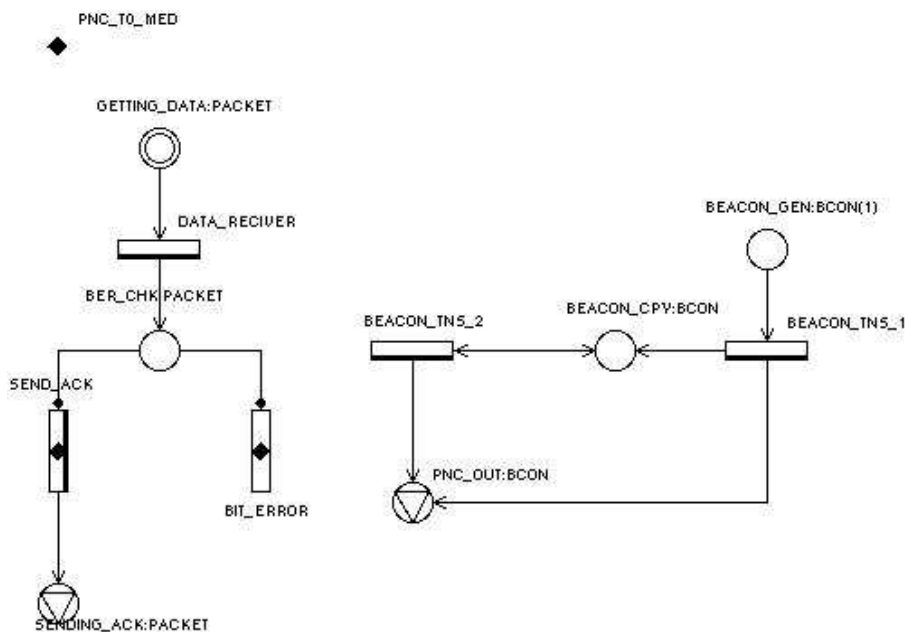 PNC_TO_MED
GETTING_DATA:PACKET
DATA_RECIVER
BER_CHK:PACKET
SEND_ACK
BIT_ERROR
SENDING_ACK:PACKET
BEACON_GEN:BCON(1)
BEACON_CPY:BCON
BEACON_TNS_2
BEACON_TNS_1
PNC_OUT:BCON